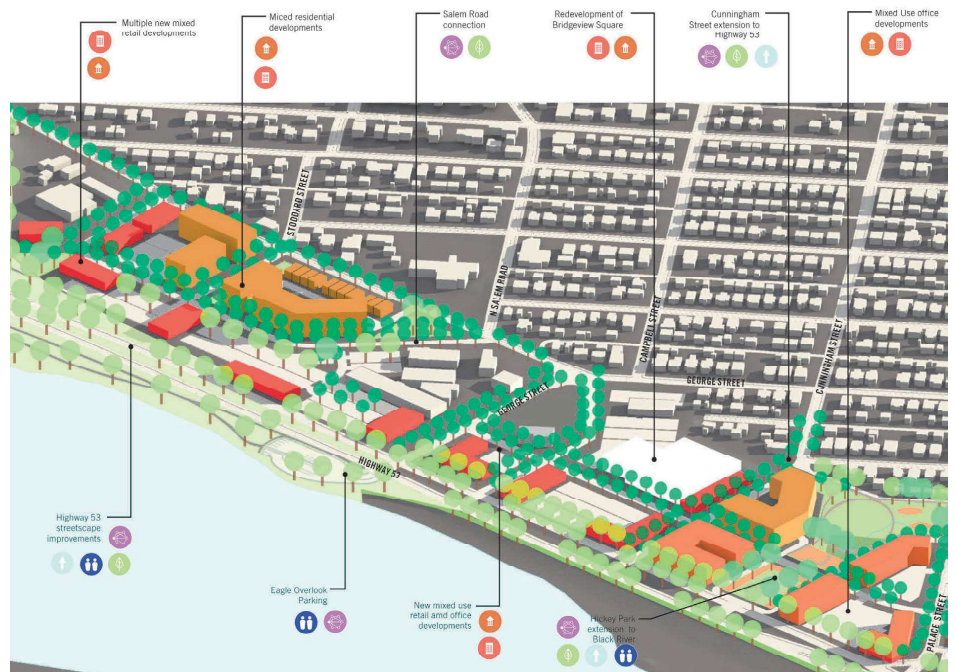 Multiple new mixed
retail developments
Miced residential
developments
Salem Road
connection
Redevelopment of
Bridgeview Square
Cunningham
Street extension to
Highway 53
Mixed Use office
developments
STODDIRD STREET
N SALEM RAAD
CAMPBELL STREET
CUNNINGHAM STREET
GEORGE STREET
GEORGE STREET
HIGHWAY 53
PALACE STREET
Highway 53
streetscape
improvements
Eagle Overlook
Parking
New mixed use
retail amd office
developments
Hickey Park
extension to
Black River